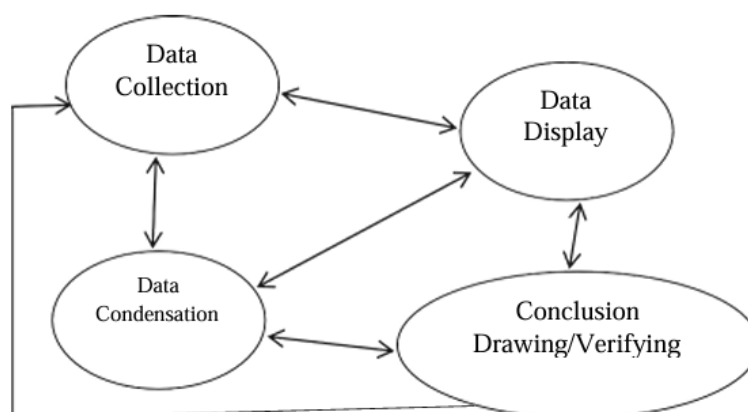 Data
Collection
Data
Display
Data
Condensation
Conclusion
Drawing/Verifying